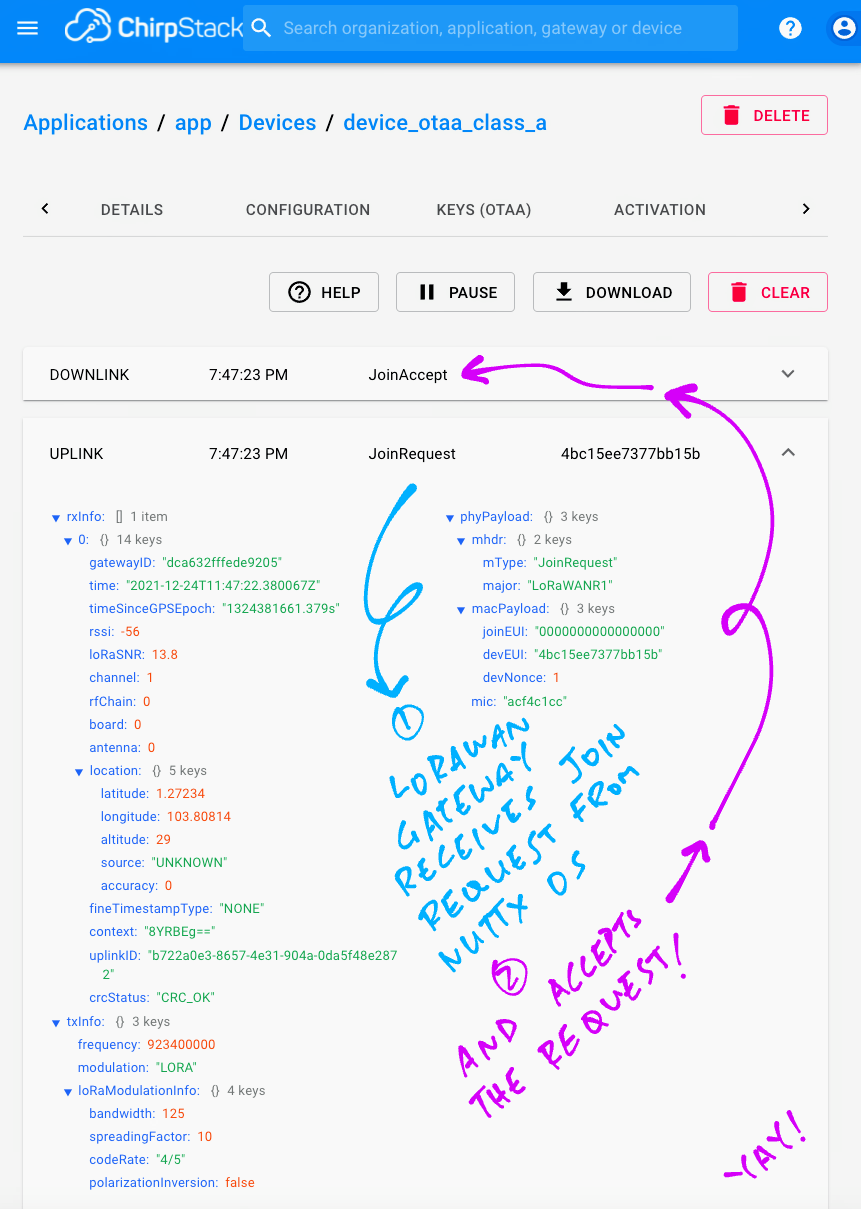 ChirpStack
Search organization, application, gateway or device
?
Applications / app / Devices / device_otaa_class_a
DELETE
DETAILS CONFIGURATION KEYS (OTAA) ACTIVATION
HELP PAUSE DOWNLOAD CLEAR
DOWNLINK 7:47:23 PM JoinAccept
UPLINK 7:47:23 PM JoinRequest 4bc15ee7377bb15b
rxInfo: [] 1 item
0: {} 14 keys
gatewayID: "dca632fffede9205"
time: "2021-12-24T11:47:22.380067Z"
timeSinceGPSEpoch: "1324381661.379s"
rssi: -56
loRaSNR: 13.8
channel: 1
rfChain: 0
board: 0
antenna: 0
location: {} 5 keys
latitude: 1.27234
longitude: 103.80814
altitude: 29
source: "UNKNOWN"
accuracy: 0
fineTimestampType: "NONE"
context: "8YRBEg=="
uplinkID: "b722a0e3-8657-4e31-904a-0da5f48e287
2"
crcStatus: "CRC_OK"
txInfo: {} 3 keys
frequency: 923400000
modulation: "LORA"
loRaModulationInfo: {} 4 keys
bandwidth: 125
spreadingFactor: 10
codeRate: "4/5"
polarizationInversion: false
phyPayload: {} 3 keys
mhdr: {} 2 keys
mType: "JoinRequest"
major: "LoRaWANR1"
macPayload: {} 3 keys
joinEUI: "0000000000000000"
devEUI: "4bc15ee7377bb15b"
devNonce: 1
mic: "acf4c1cc"
1
LORAWAN
GATEWAY
RECEIVES JOIN
REQUEST FROM
NUTTX OS
2
AND ACCEPTS
THE REQUEST!
YAY!